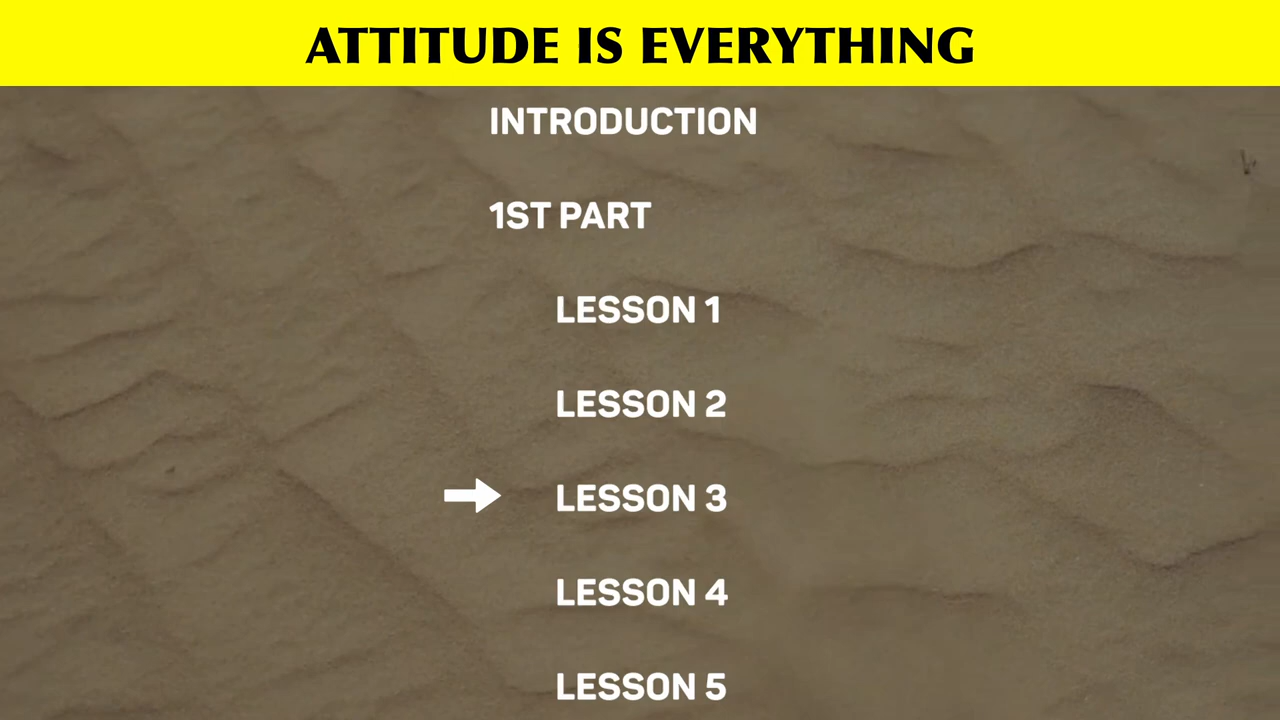 ATTITUDE IS EVERYTHING
INTRODUCTION
1ST PART
LESSON 1
LESSON 2
LESSON 3
LESSON 4
LESSON 5